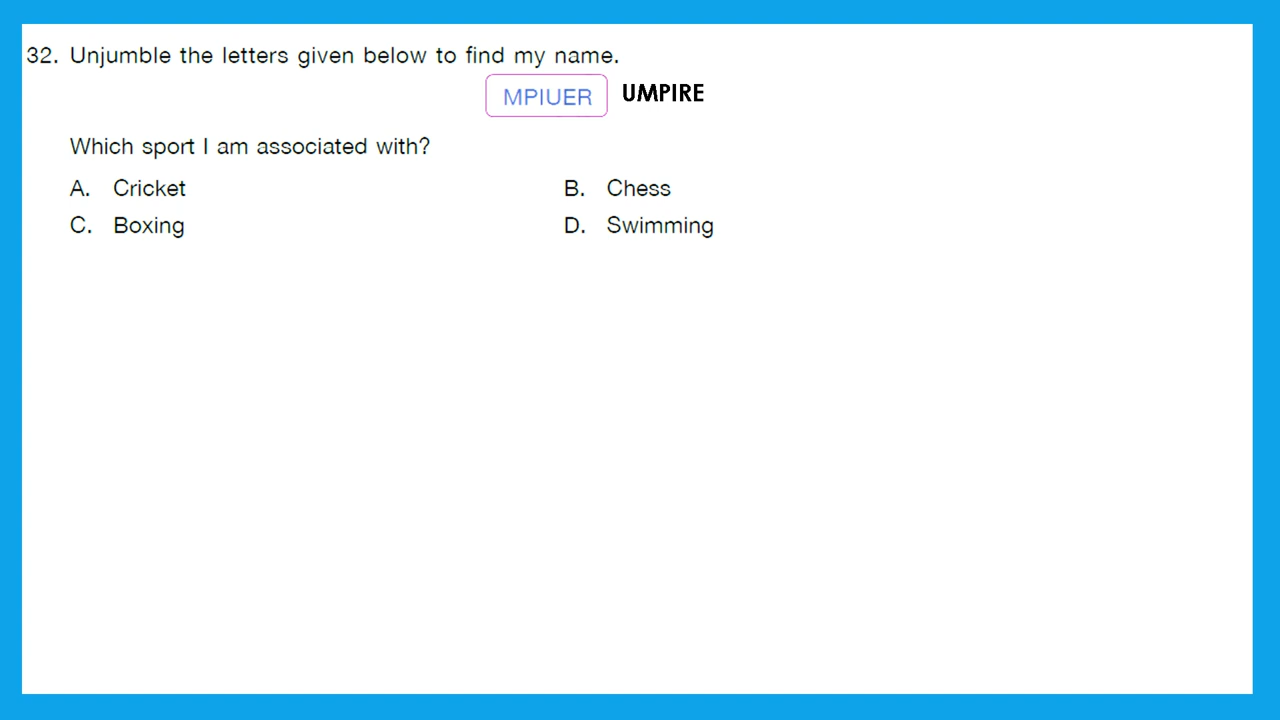 32. Unjumble the letters given below to find my name.
MPIUER UMPIRE
Which sport I am associated with?
A. Cricket B. Chess
C. Boxing D. Swimming